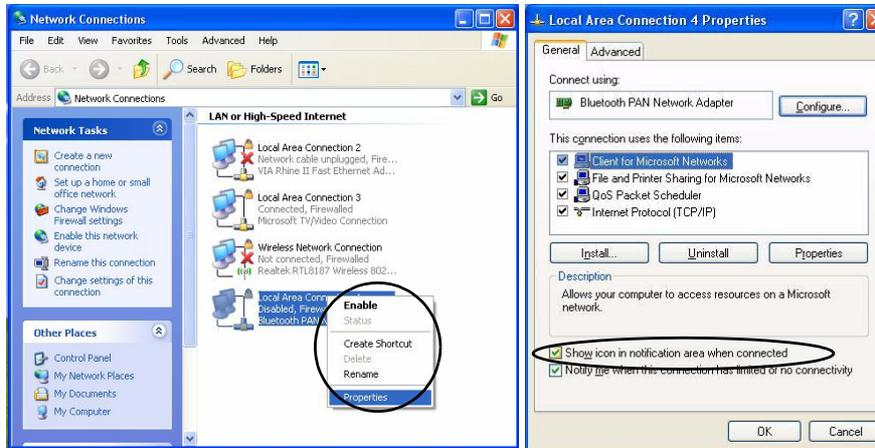 Network Connections
File Edit View Favorites Tools Advanced Help
Back Search Folders
Address Network Connections Go
Network Tasks
Create a new
connection
Set up a home or small
office network
Change Windows
Firewall settings
Enable this network
device
Rename this connection
Change settings of this
connection
Other Places
Control Panel
My Network Places
My Documents
My Computer
LAN or High-Speed Internet
Local Area Connection 2
Network cable unplugged, Fire...
VIA Rhine II Fast Ethernet Ad...
Local Area Connection 3
Connected, Firewalled
Microsoft TV/Video Connection
Wireless Network Connection
Not connected, Firewalled
Realtek RTL8187 Wireless 802...
Local Area Conn
Disabled, Firew
Bluetooth PAN
Enable
Status
Create Shortcut
Delete
Rename
Properties
Local Area Connection 4 Properties
General Advanced
Connect using:
Bluetooth PAN Network Adapter Configure...
This connection uses the following items:
Client for Microsoft Networks
File and Printer Sharing for Microsoft Networks
QoS Packet Scheduler
Internet Protocol (TCP/IP)
Install... Uninstall Properties
Description
Allows your computer to access resources on a Microsoft
network.
Show icon in notification area when connected
Notify me when this connection has limited or no connectivity
OK Cancel